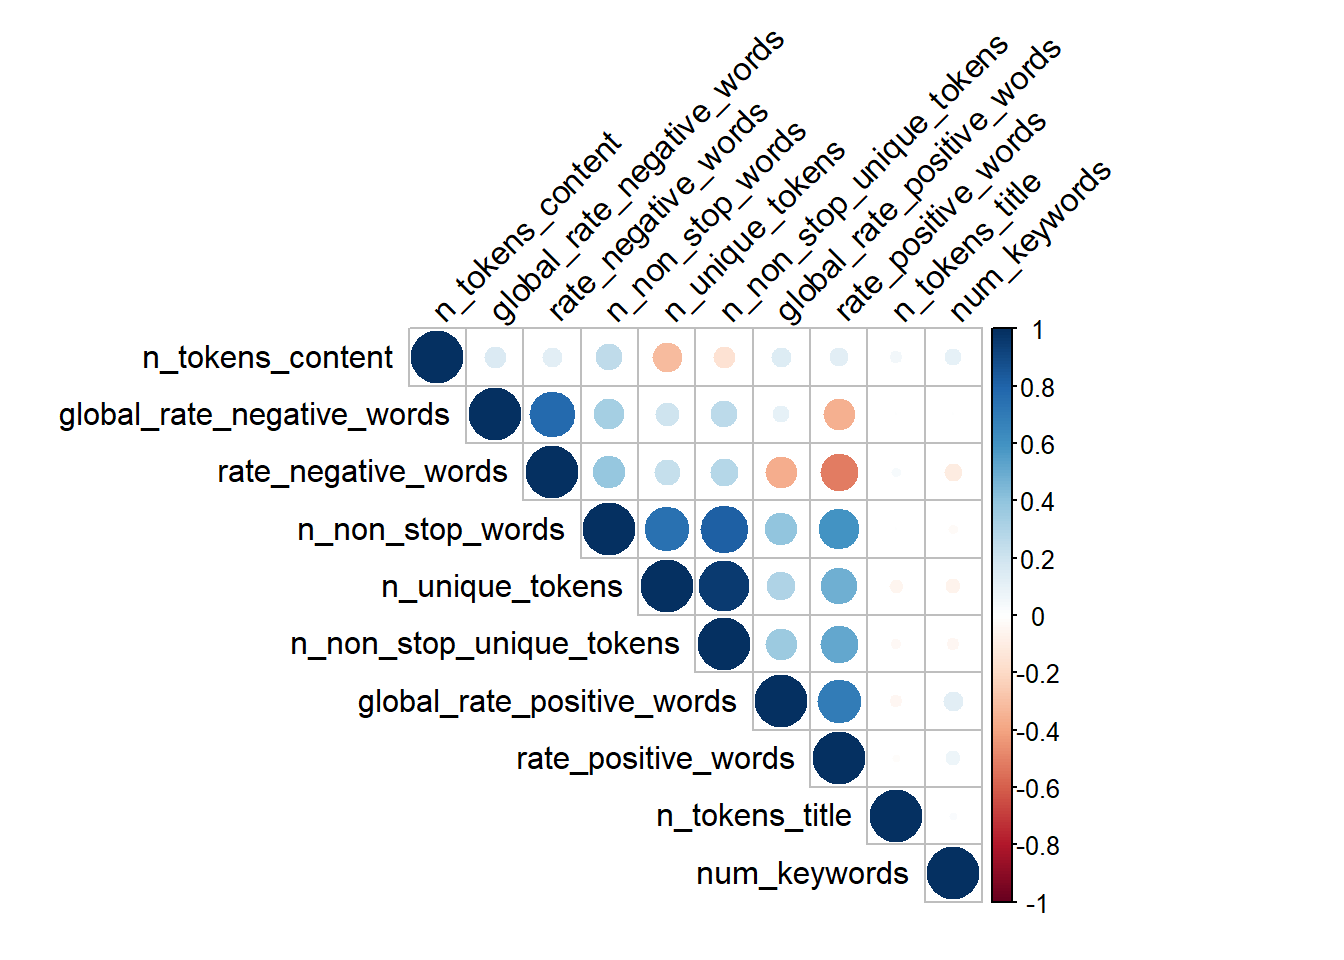 n_tokens_content
global_rate_negative_words
rate_negative_words
n_non_stop_words
n_unique_tokens
n_non_stop_unique_tokens
global_rate_positive_words
rate_positive_words
n_tokens_title
num_keywords
n_tokens_content
global_rate_negative_words
rate_negative_words
n_non_stop_words
n_unique_tokens
n_non_stop_unique_tokens
global_rate_positive_words
rate_positive_words
n_tokens_title
num_keywords
1
0.8
0.6
0.4
0.2
0
-0.2
-0.4
-0.6
-0.8
-1